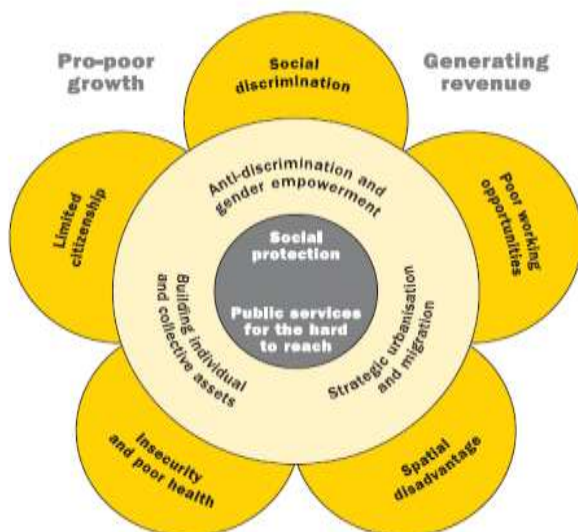 Pro-poor
growth
Social
discrimination
Generating
revenue
Limited
citizenship
Anti-discrimination and
gender empowerment
Poor working
opportunities
Social
protection
Public services
for the hard
to reach
Building individual
and collective assets
Strategic urbanisation
and migration
Insecurity
and poor health
Spatial
disadvantage